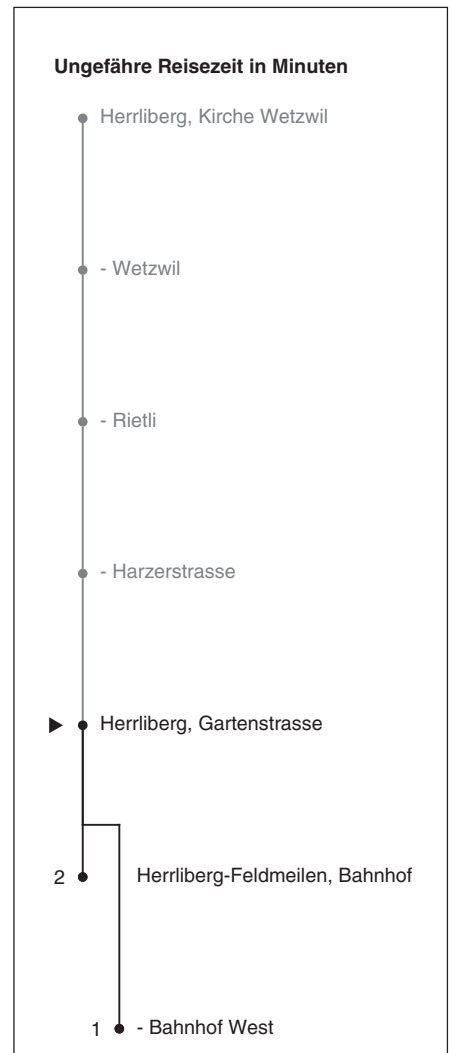 Ungefähre Reisezeit in Minuten
Herrliberg, Kirche Wetzwil
- Wetzwil
- Rietli
- Harzerstrasse
Herrliberg, Gartenstrasse
2 Herrliberg-Feldmeilen, Bahnhof
1 - Bahnhof West